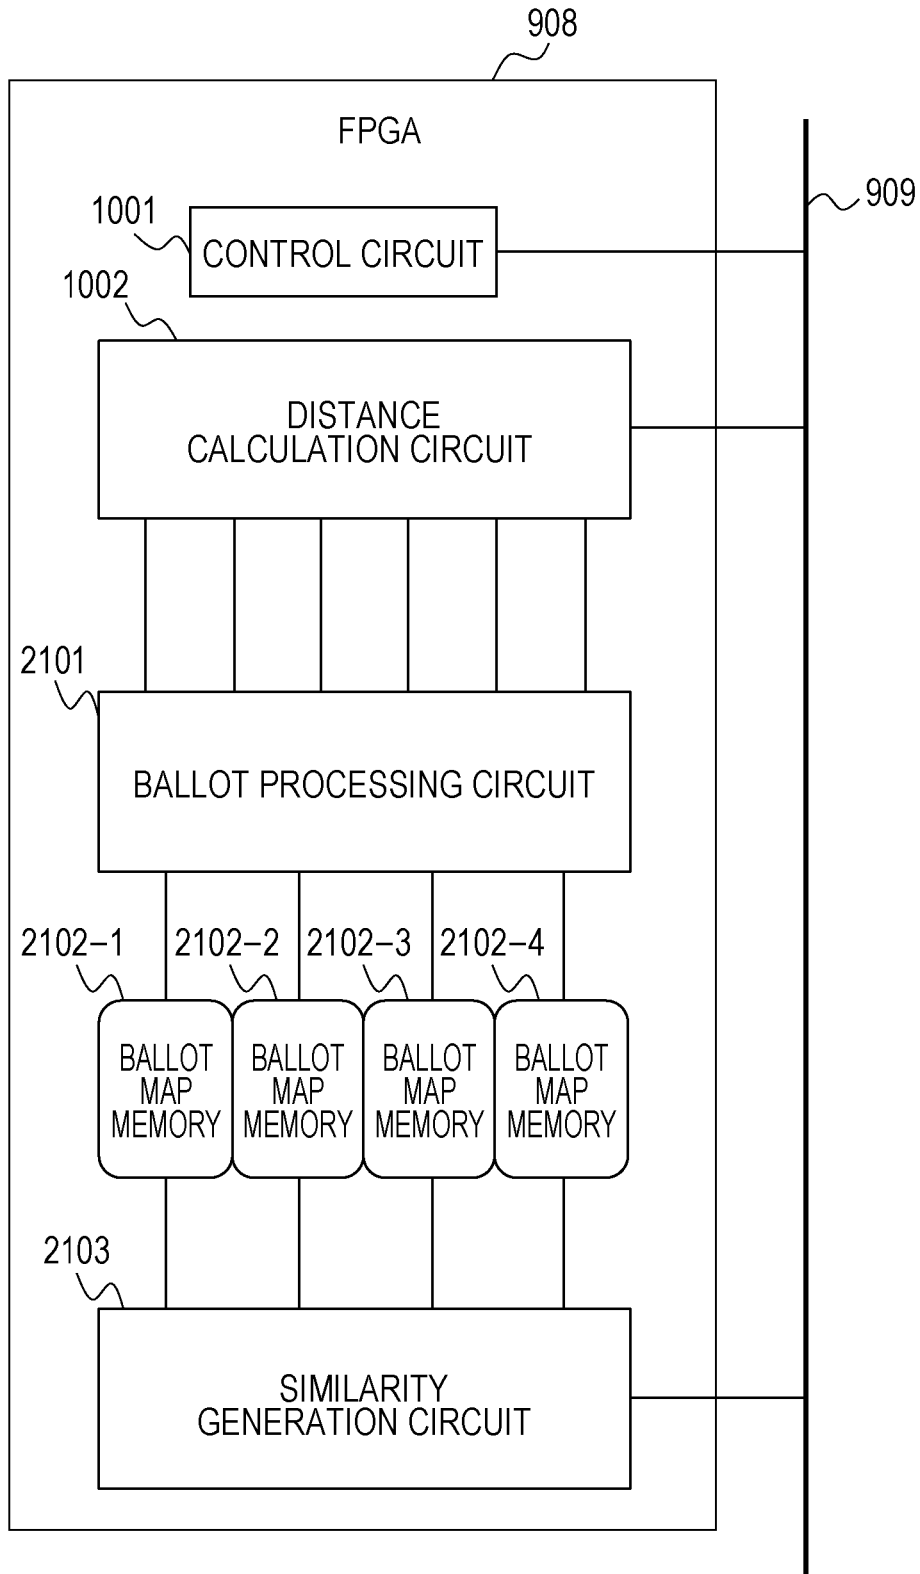 908
FPGA
909
1001
CONTROL CIRCUIT
1002
DISTANCE
CALCULATION CIRCUIT
2101
BALLOT PROCESSING CIRCUIT
2102-1
2102-2
2102-3
2102-4
BALLOT
MAP
MEMORY
BALLOT
MAP
MEMORY
BALLOT
MAP
MEMORY
BALLOT
MAP
MEMORY
2103
SIMILARITY
GENERATION CIRCUIT